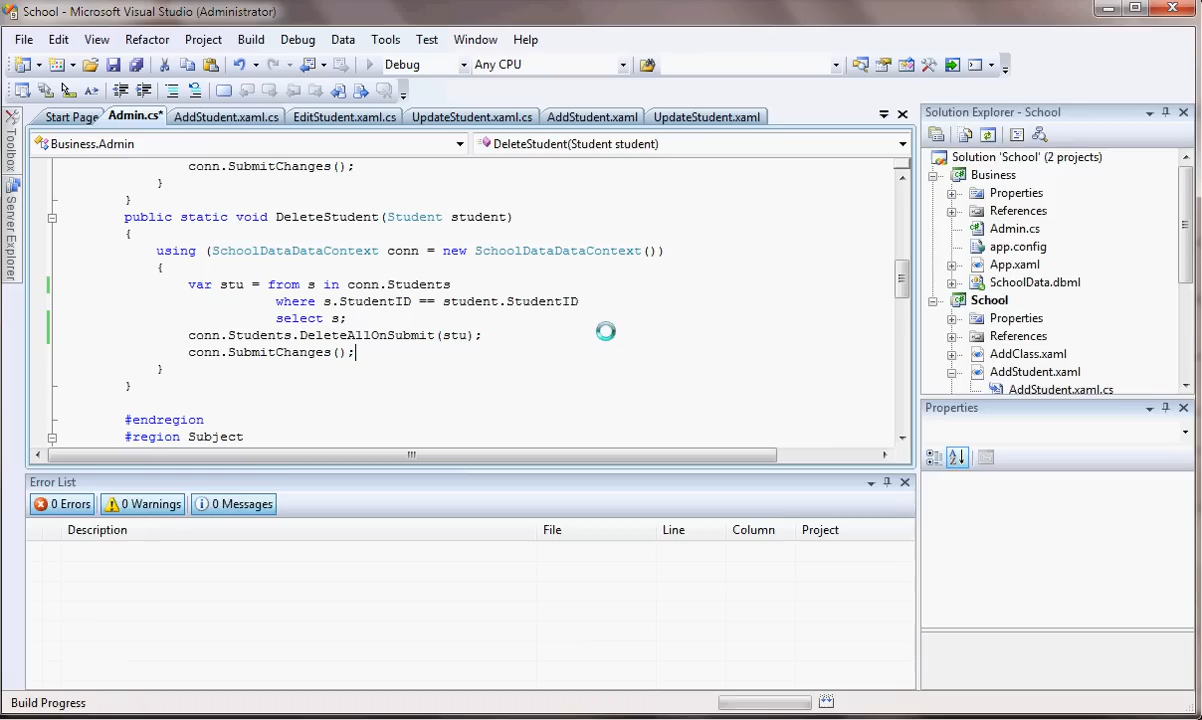 School - Microsoft Visual Studio (Administrator)
File Edit View Refactor Project Build Debug Data Tools Test Window Help
Debug Any CPU
Start Page Admin.cs* AddStudent.xaml.cs EditStudent.xaml.cs UpdateStudent.xaml.cs AddStudent.xaml UpdateStudent.xaml
Business.Admin DeleteStudent(Student student)
conn.SubmitChanges();
}
}
public static void DeleteStudent(Student student)
{
using (SchoolDataDataContext conn = new SchoolDataDataContext())
{
var stu = from s in conn.Students
where s.StudentID == student.StudentID
select s;
conn.Students.DeleteAllOnSubmit(stu);
conn.SubmitChanges();
}
}
#endregion
#region Subject
Toolbox
Server Explorer
Solution Explorer - School
Solution 'School' (2 projects)
Business
Properties
References
Admin.cs
app.config
App.xaml
SchoolData.dbml
School
Properties
References
AddClass.xaml
AddStudent.xaml
AddStudent.xaml.cs
Properties
Error List
0 Errors 0 Warnings 0 Messages
Description File Line Column Project
Build Progress